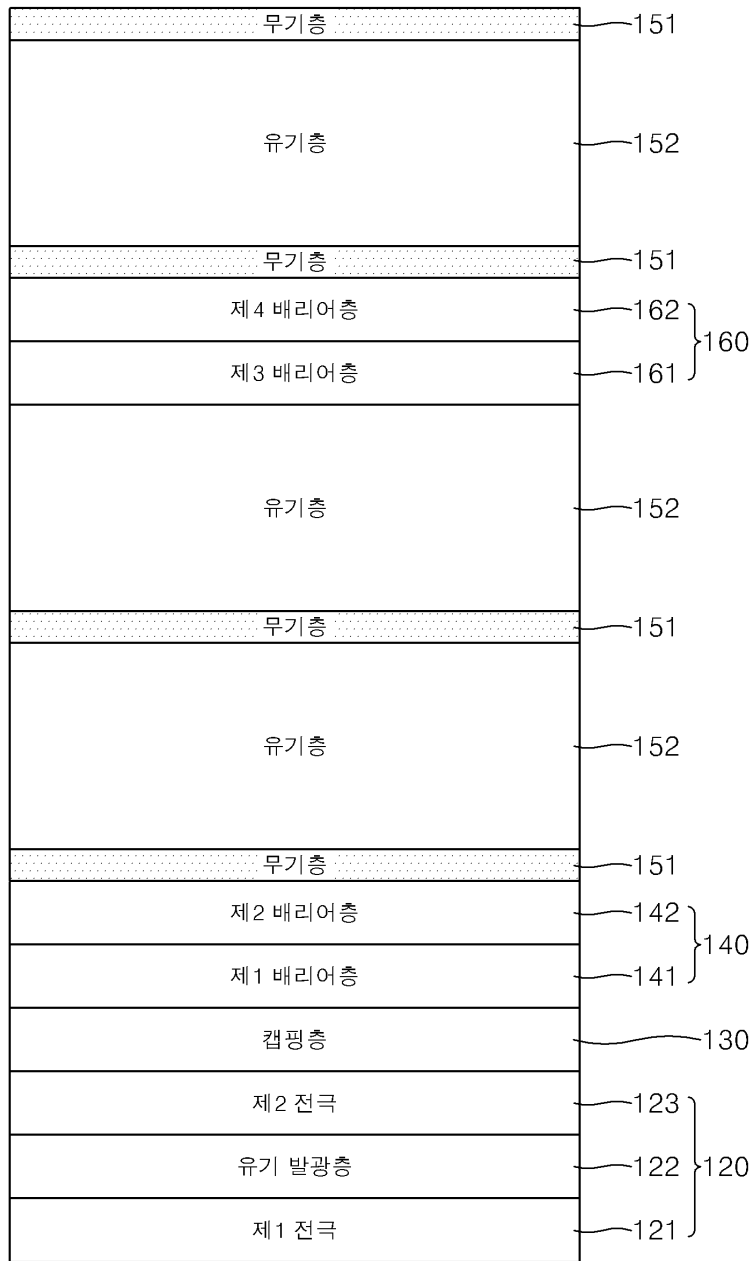 무기층 151
유기층 152
무기층 151
제4 배리어층 162
160
제3 배리어층 161
유기층 152
무기층 151
유기층 152
무기층 151
제2 배리어층 142
140
제1 배리어층 141
캡핑층 130
제2 전극 123
유기 발광층 122 120
제1 전극 121